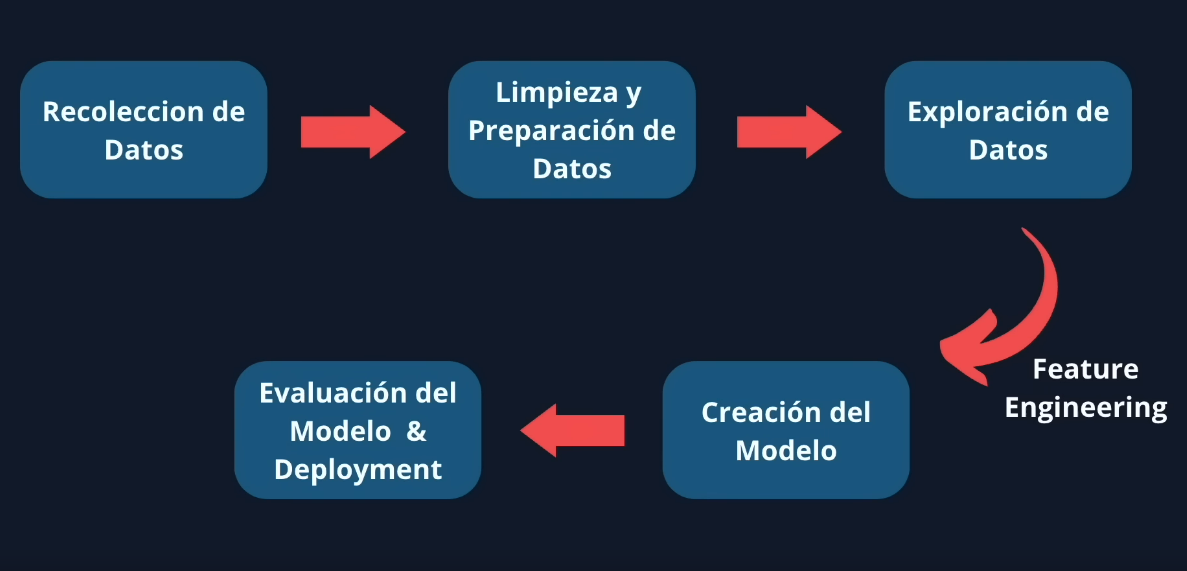 Recoleccion de
Datos
Limpieza y
Preparación de
Datos
Exploración de
Datos
Feature
Engineering
Creación del
Modelo
Evaluación del
Modelo &
Deployment